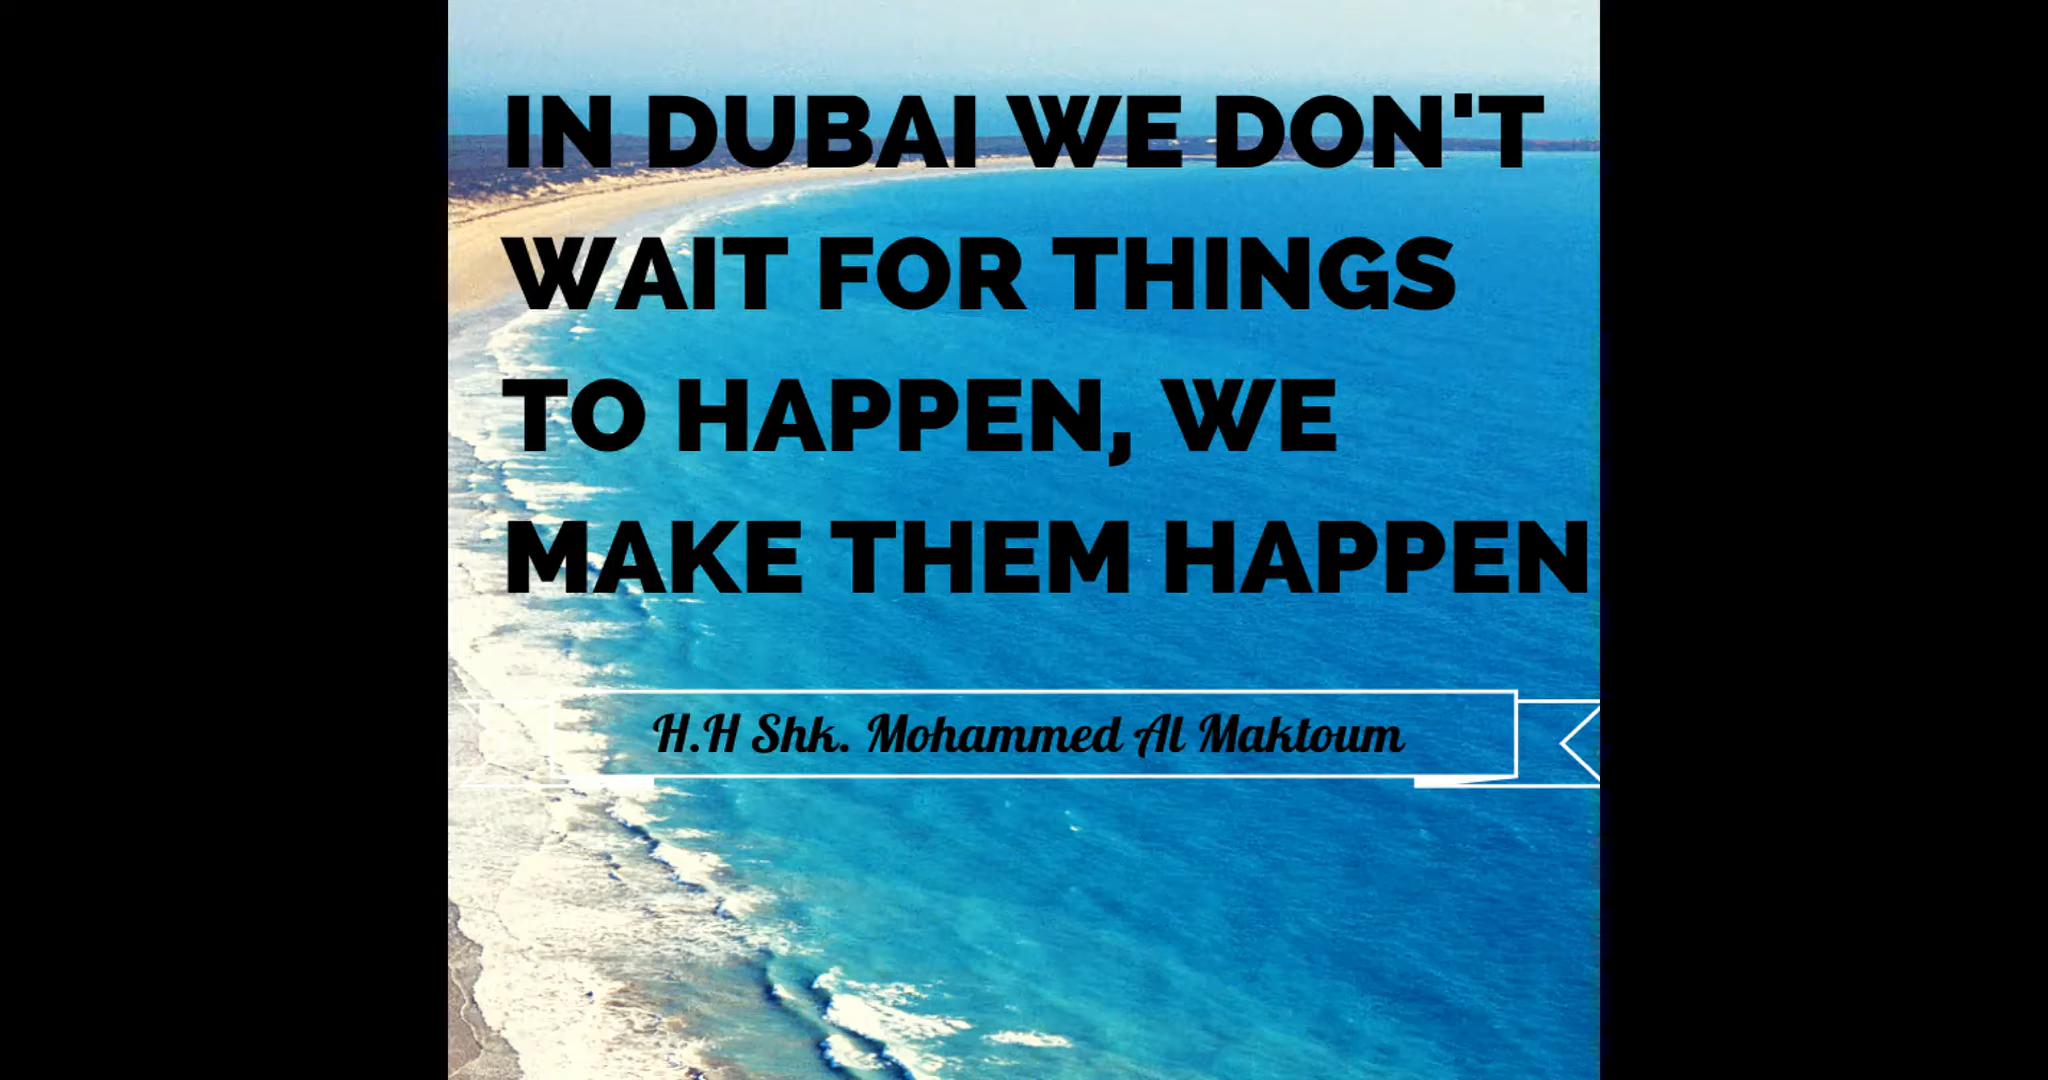 IN DUBAI WE DON'T
WAIT FOR THINGS
TO HAPPEN, WE
MAKE THEM HAPPEN
H.H Shk. Mohammed Al Maktoum